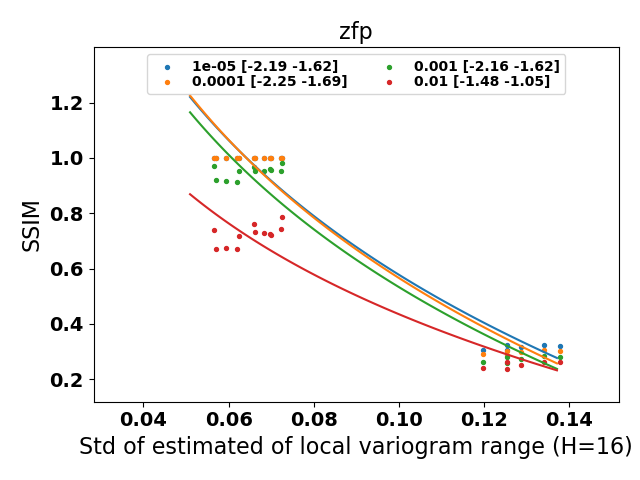 zfp
1e-05 [-2.19 -1.62]
0.0001 [-2.25 -1.69]
0.001 [-2.16 -1.62]
0.01 [-1.48 -1.05]
SSIM
1.2
1.0
0.8
0.6
0.4
0.2
0.04 0.06 0.08 0.10 0.12 0.14
Std of estimated of local variogram range (H=16)